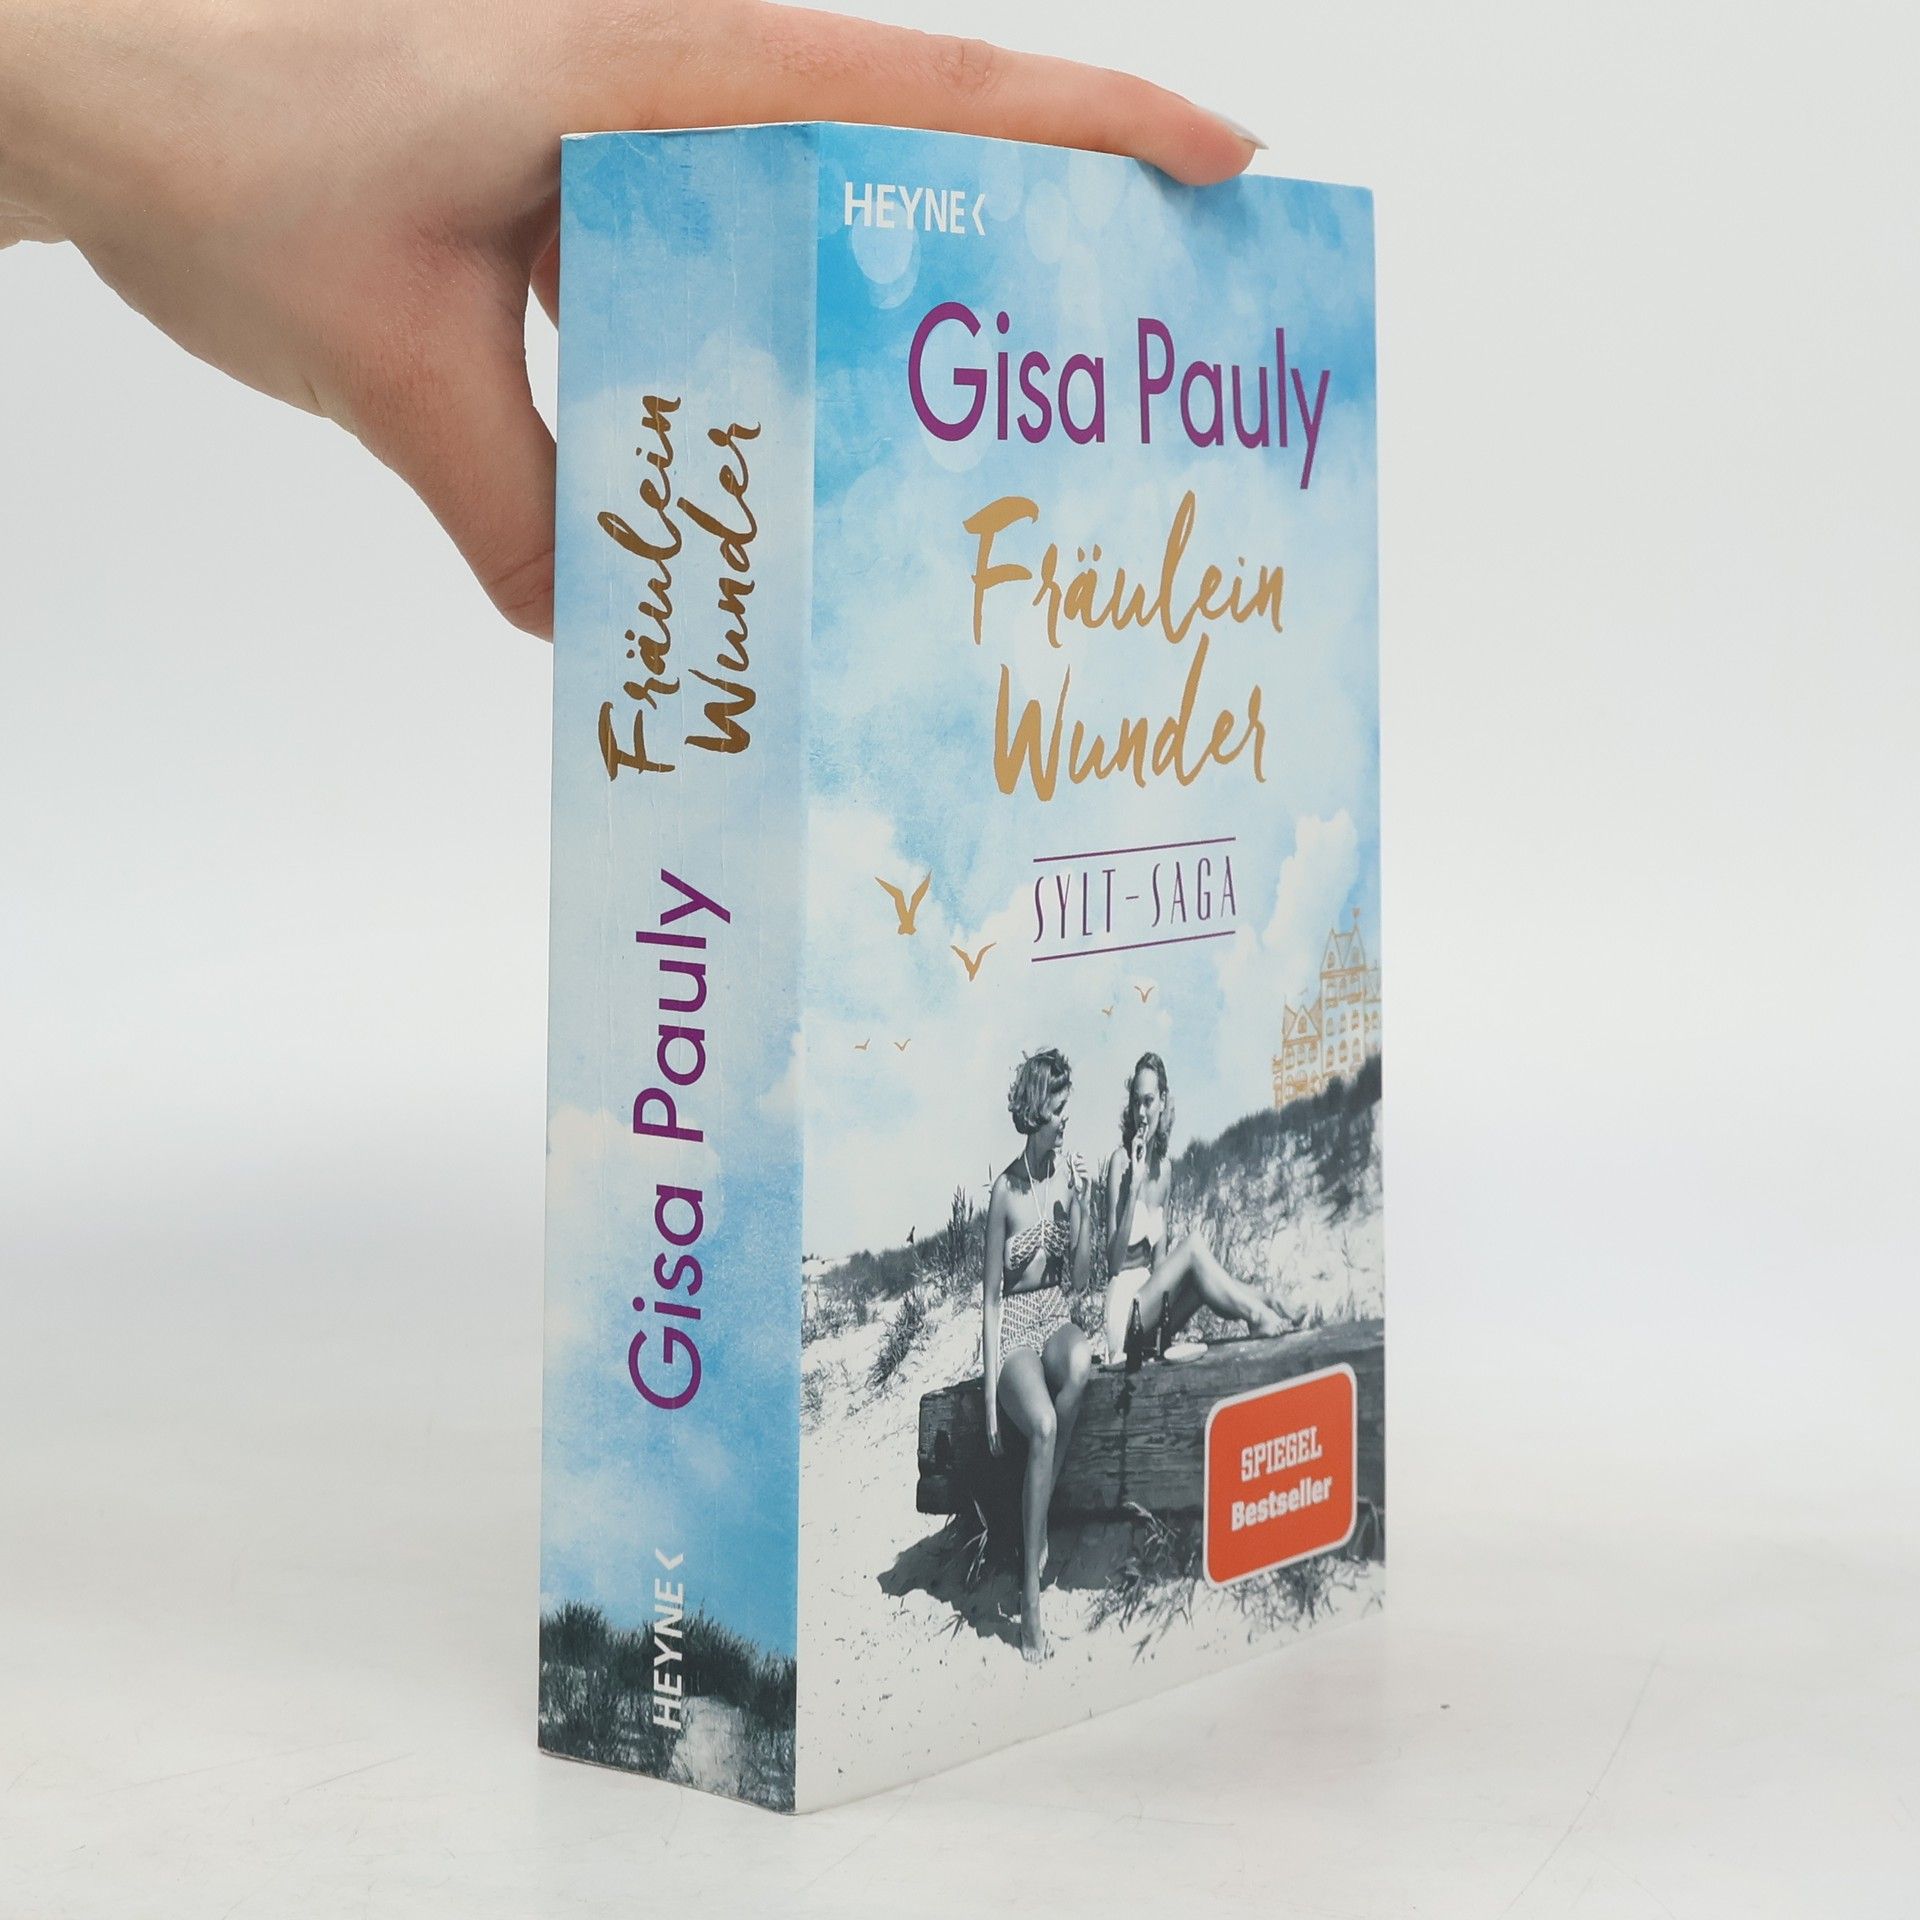 Fräulein
Wunder
Gisa Pauly
HEYNE<
HEYNE<
Gisa Pauly
Fräulein
Wunder
SYLT-SAGA
SPIEGEL
Bestseller